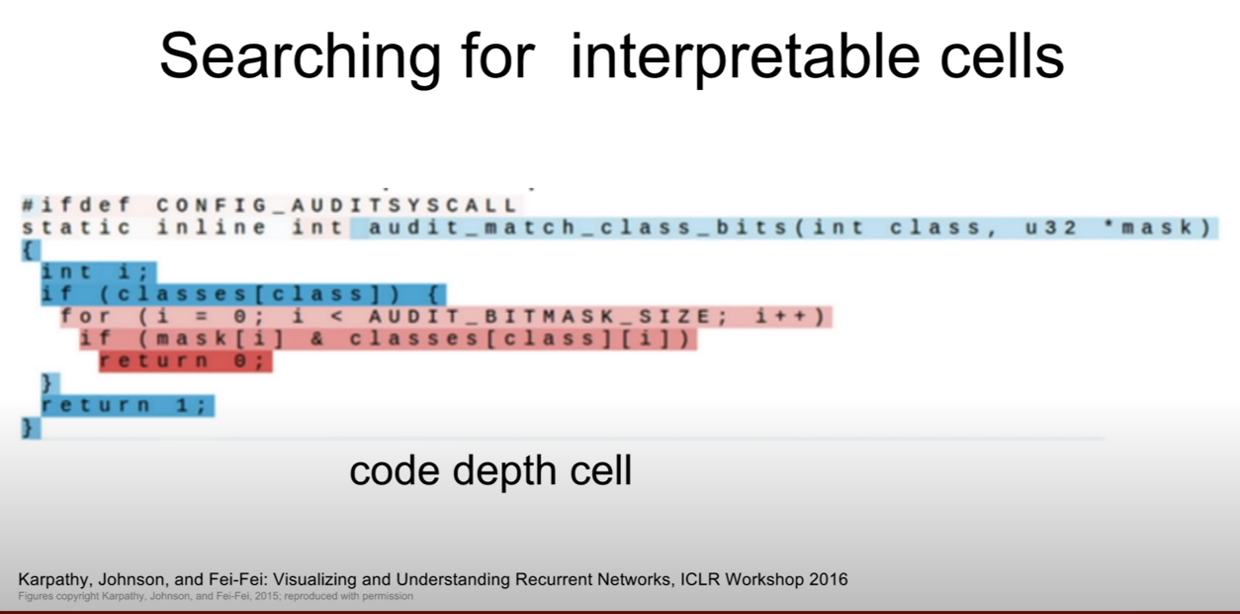 Searching for interpretable cells
#ifdef CONFIG_AUDITSYSCALL
static inline int audit_match_class_bits(int class, u32 *mask)
{
int i;
if (classes[class]) {
for (i = 0; i < AUDIT_BITMASK_SIZE; i++)
if (mask[i] & classes[class][i])
return 0;
}
return 1;
}
code depth cell
Karpathy, Johnson, and Fei-Fei: Visualizing and Understanding Recurrent Networks, ICLR Workshop 2016
Figures copyright Karpathy, Johnson, and Fei-Fei, 2015; reproduced with permission